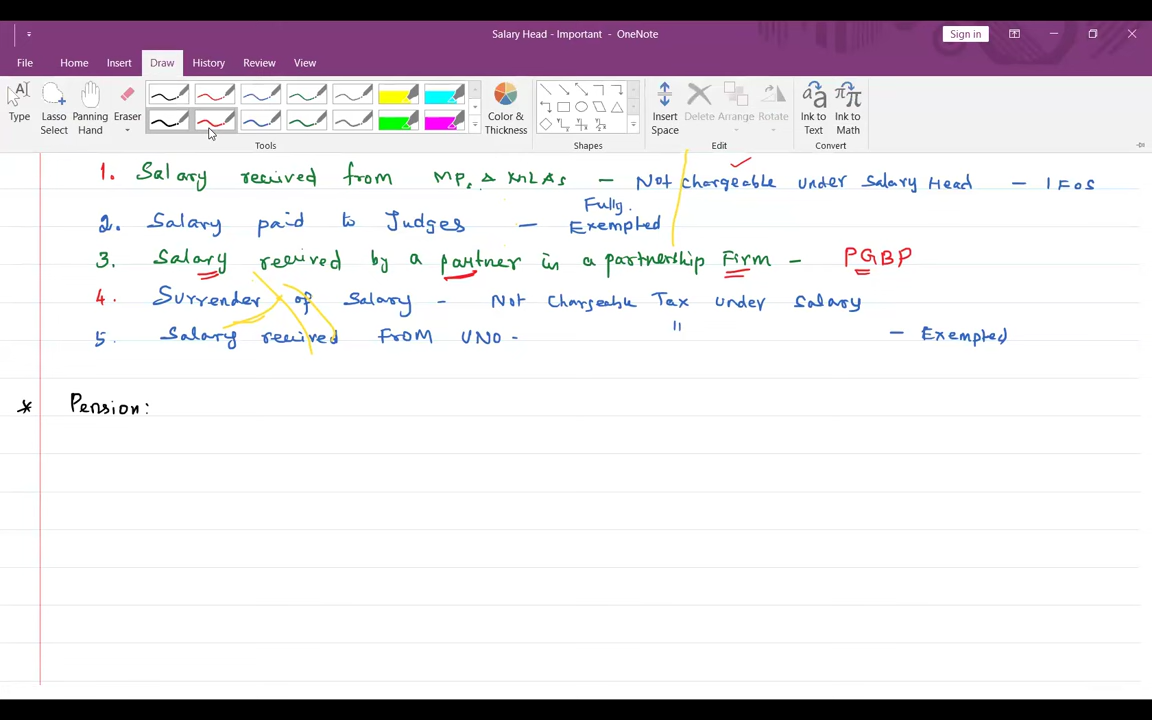 Salary Head - Important - OneNote
Sign in
File Home Insert Draw History Review View
Type
Lasso Select
Panning Hand
Eraser
Color & Thickness
Insert Space
Delete
Arrange
Rotate
Ink to Text
Ink to Math
Tools
Shapes
Edit
Convert
1. Salary recived from MPs & MLAs - Not chargeable under Salary Head - IFOS
Fully.
2. Salary paid to Judges - Exempted
3. Salary recived by a partner in a partnership Firm - PGBP
4. Surrender of Salary - Not Chargeable Tax under Salary
5. Salary recived FROM UNO - " - Exempted
* Pension: